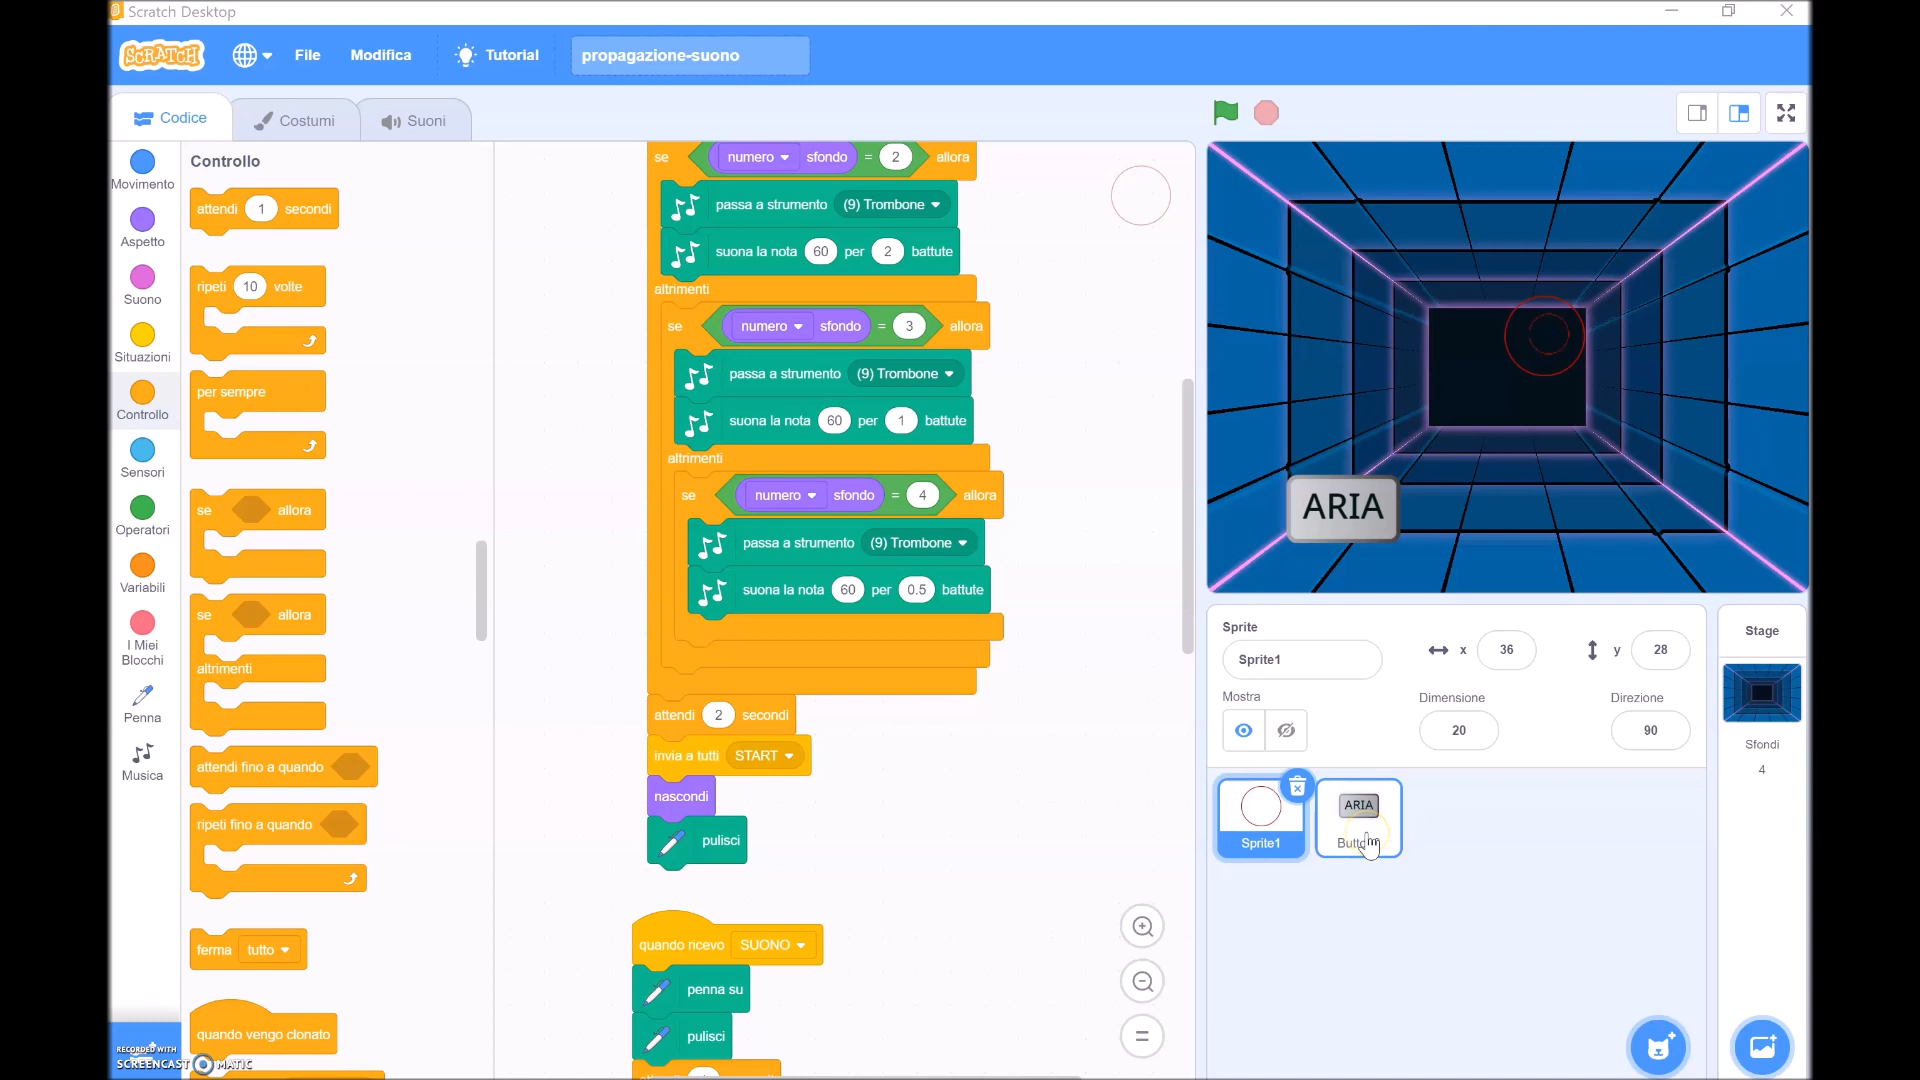 Scratch Desktop
SCRATCH
File
Modifica
Tutorial
propagazione-suono
Codice
Costumi
Suoni
Movimento
Aspetto
Suono
Situazioni
Controllo
Sensori
Operatori
Variabili
I Miei
Blocchi
Penna
Musica
Controllo
attendi 1 secondi
ripeti 10 volte
per sempre
se allora
se allora
altrimenti
attendi fino a quando
ripeti fino a quando
ferma tutto
quando vengo clonato
se numero sfondo = 2 allora
passa a strumento (9) Trombone
suona la nota 60 per 2 battute
altrimenti
se numero sfondo = 3 allora
passa a strumento (9) Trombone
suona la nota 60 per 1 battute
altrimenti
se numero sfondo = 4 allora
passa a strumento (9) Trombone
suona la nota 60 per 0.5 battute
attendi 2 secondi
invia a tutti START
nascondi
pulisci
quando ricevo SUONO
penna su
pulisci
ARIA
Sprite
Sprite1
x 36
y 28
Mostra
Dimensione
20
Direzione
90
Sprite1
ARIA
Stage
Sfondi
4
RECORDED WITH
SCREENCAST MATIC